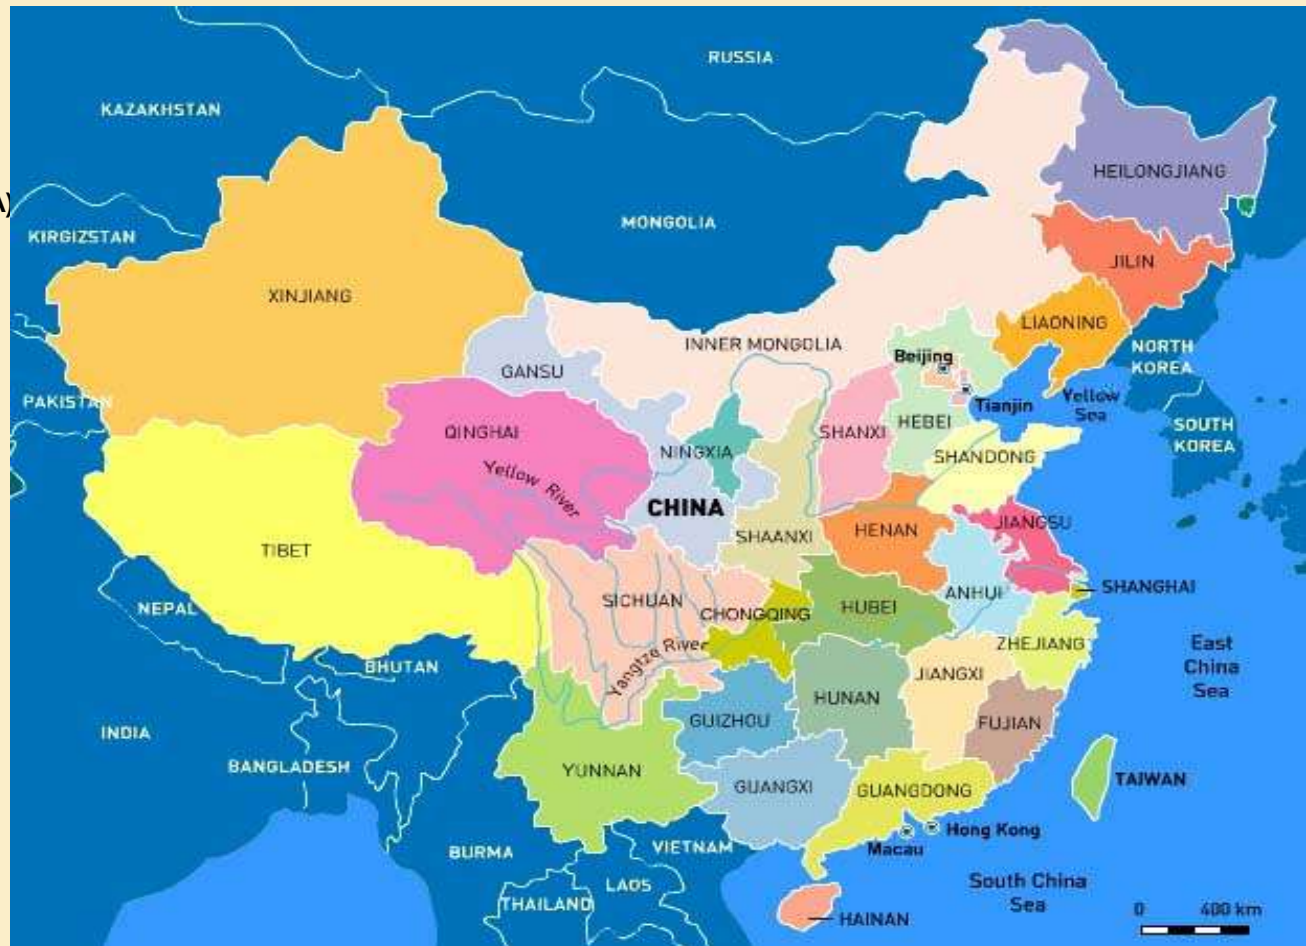 RUSSIA
KAZAKHSTAN
HEILONGJIANG
KIRGIZSTAN
MONGOLIA
JILIN
XINJIANG
LIAONING
INNER MONGOLIA
NORTH
KOREA
Beijing
GANSU
PAKISTAN
Tianjin
Yellow
Sea
QINGHAI
NINGXIA
SHANXI
HEBEI
SOUTH
KOREA
SHANDONG
Yellow River
CHINA
JIANGSU
HENAN
SHAANXI
TIBET
SHANGHAI
NEPAL
SICHUAN
CHONGQING
HUBEI
ANHUI
ZHEJIANG
East
China
Sea
BHUTAN
Yangtze River
JIANGXI
HUNAN
INDIA
GUIZHOU
FUJIAN
BANGLADESH
YUNNAN
GUANGXI
GUANGDONG
TAIWAN
Hong Kong
Macau
BURMA
VIETNAM
LAOS
South China
Sea
THAILAND
HAINAN
0 400 km